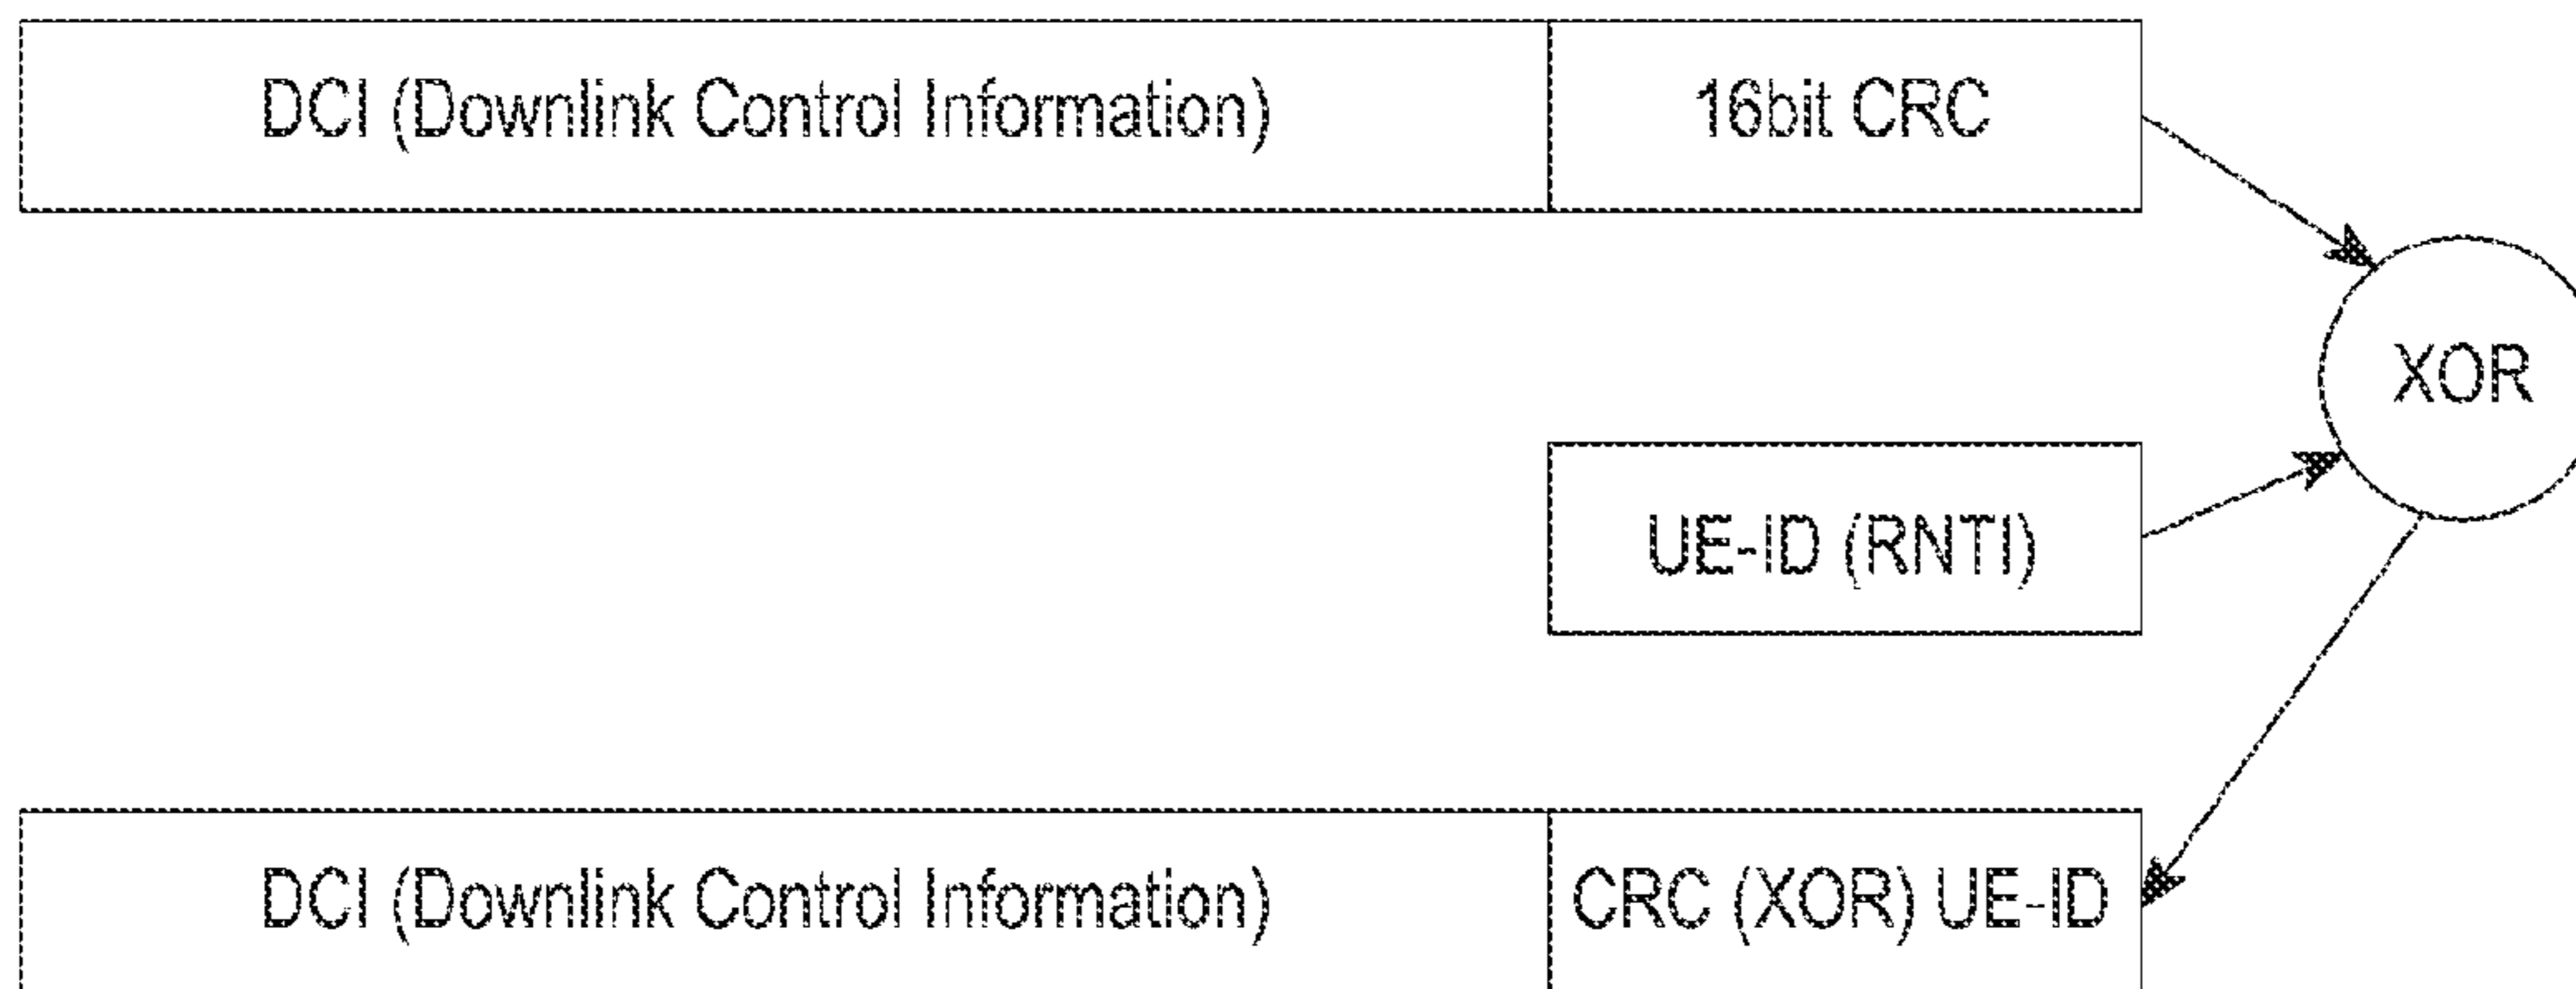 DCI (Downlink Control Information)
16bit CRC
XOR
UE-ID (RNTI)
DCI (Downlink Control Information)
CRC (XOR) UE-ID